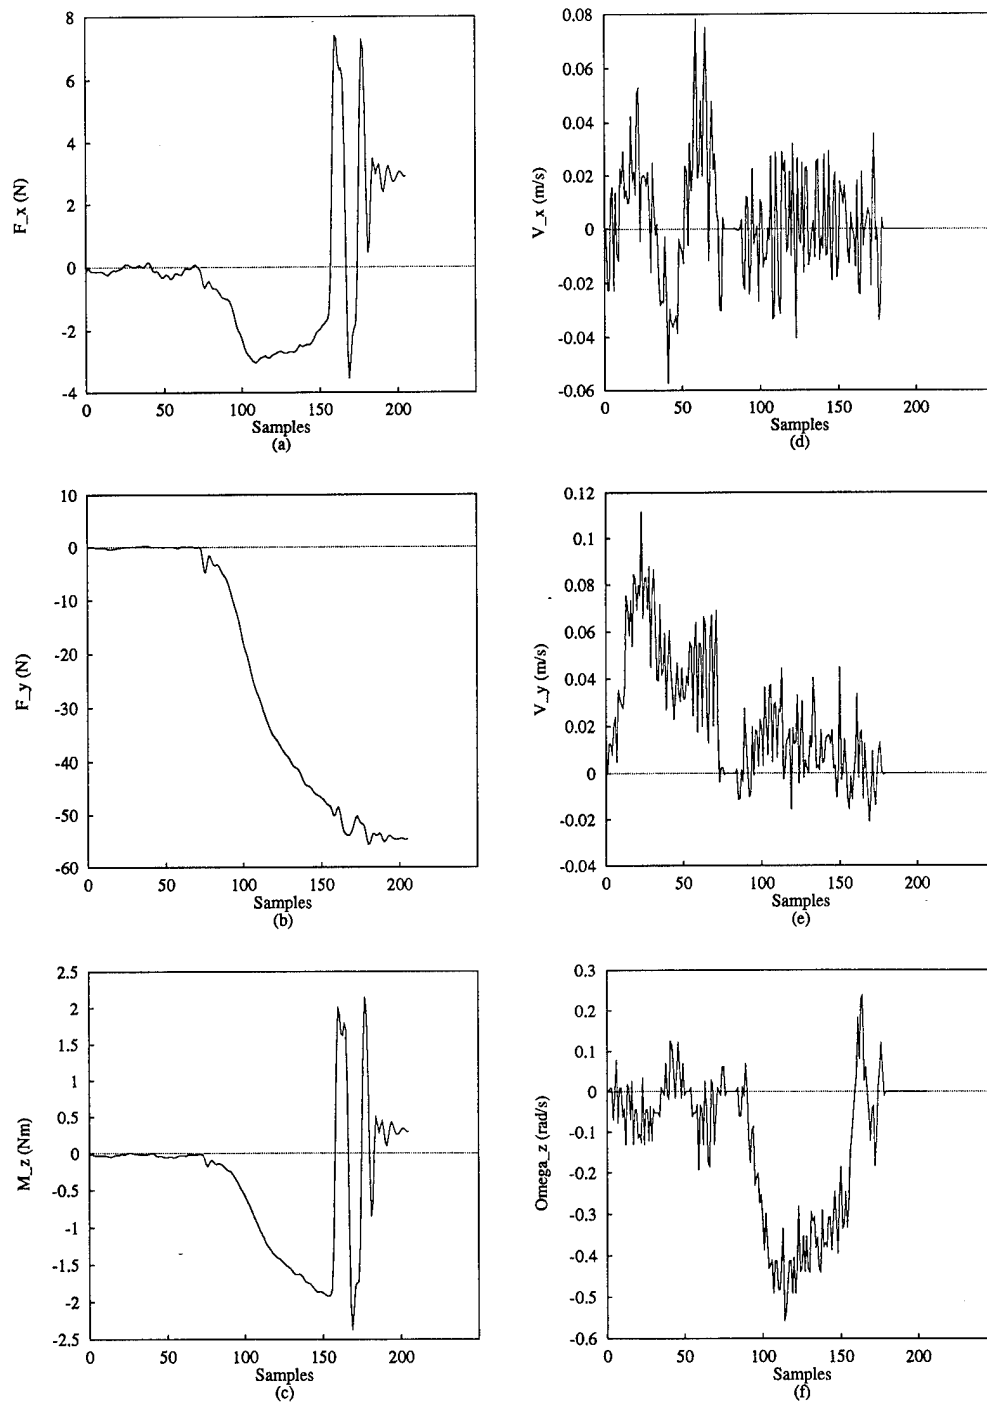 8
6
4
2
0
-2
-4
F_x (N)
0 50 100 150 200
Samples
(a)
0.08
0.06
0.04
0.02
0
-0.02
-0.04
-0.06
V_x (m/s)
0 50 100 150 200
Samples
(d)
10
0
-10
-20
-30
-40
-50
-60
F_y (N)
0 50 100 150 200
Samples
(b)
0.12
0.1
0.08
0.06
0.04
0.02
0
-0.02
-0.04
V_y (m/s)
0 50 100 150 200
Samples
(e)
2.5
2
1.5
1
0.5
0
-0.5
-1
-1.5
-2
-2.5
M_z (Nm)
0 50 100 150 200
Samples
(c)
0.3
0.2
0.1
0
-0.1
-0.2
-0.3
-0.4
-0.5
-0.6
Omega_z (rad/s)
0 50 100 150 200
Samples
(f)